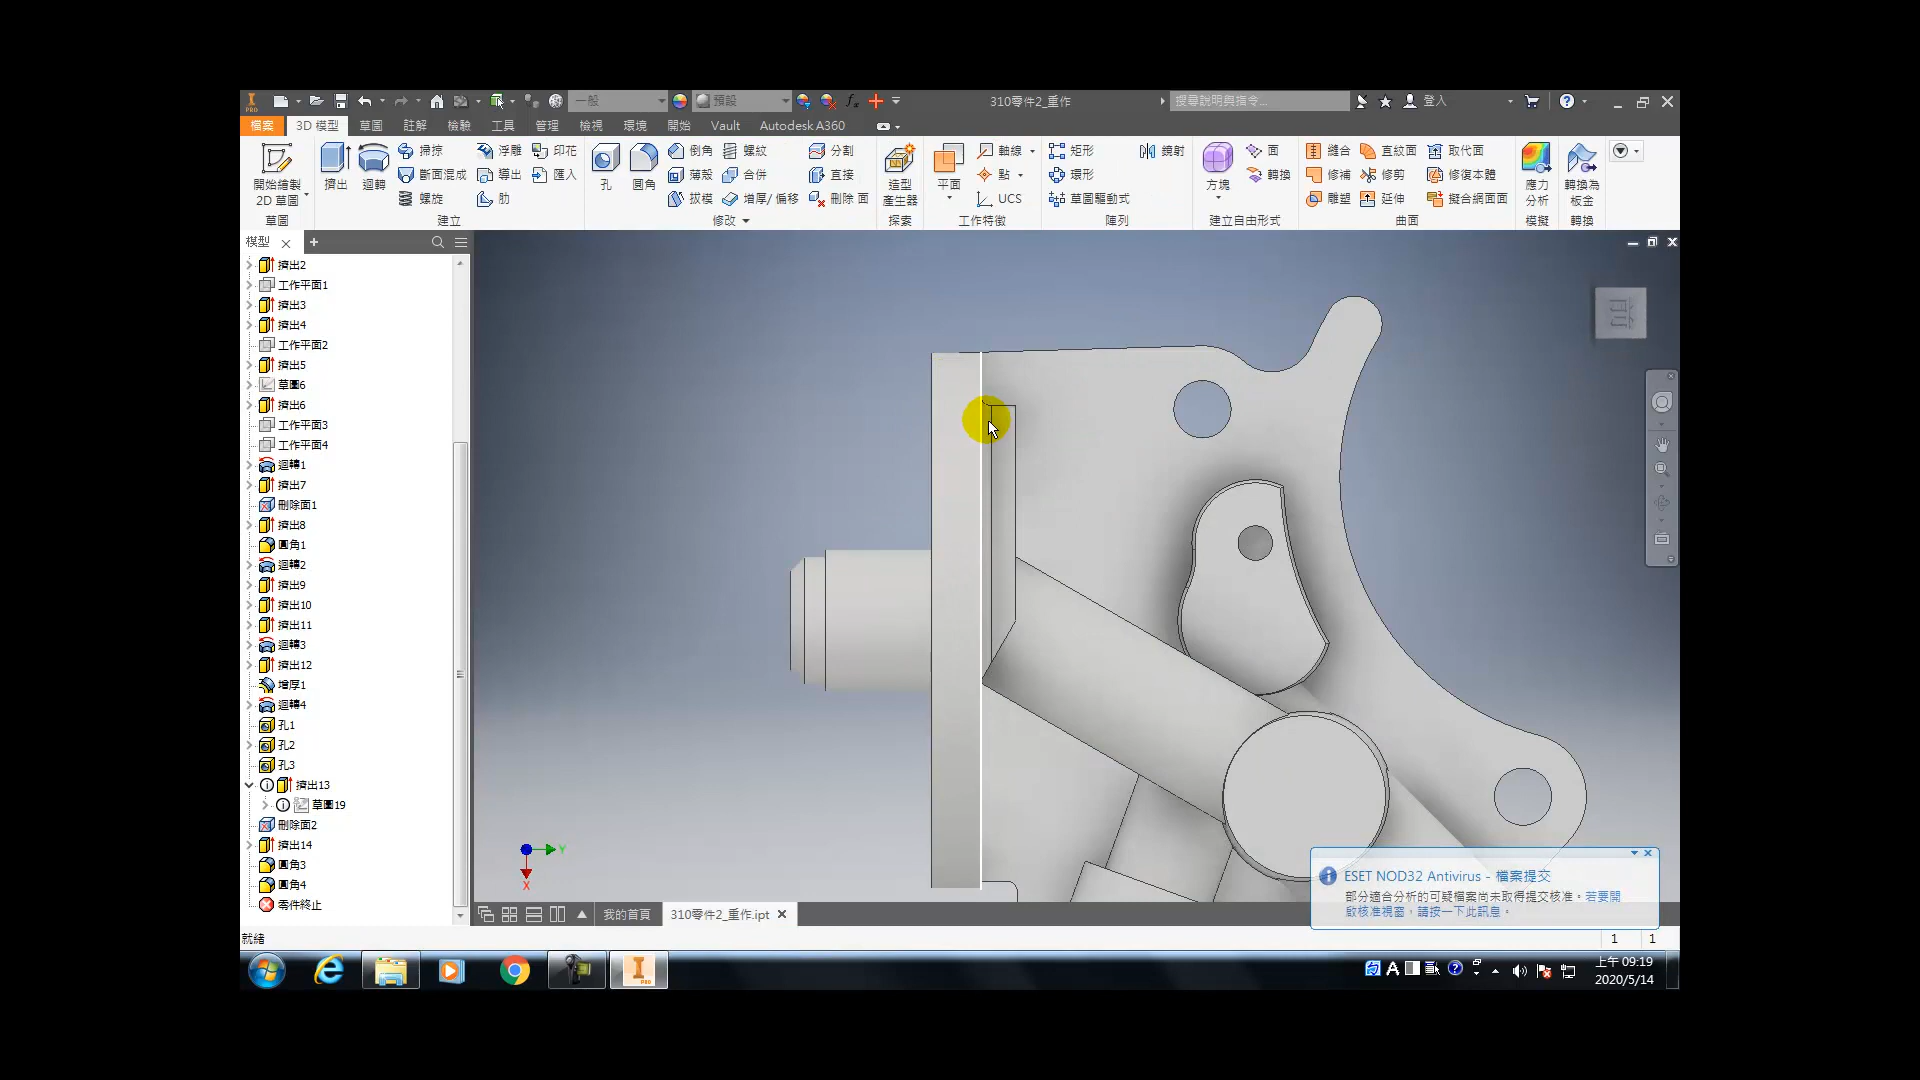 PRO 一般 預設 fx 310零件2_重作 搜尋說明與指令... 登入
檔案 3D 模型 草圖 註解 檢驗 工具 管理 檢視 環境 開始 Vault Autodesk A360
開始繪製 2D 草圖 擠出 迴轉 掃掠 浮雕 印花 孔 圓角 倒角 螺紋 分割 造型 產生器 平面 軸線 矩形 鏡射 方塊 面 縫合 直紋面 取代面 應力 分析 轉換為 板金
斷面混成 導出 匯入 薄殼 合併 直接 點 環形 轉換 修補 修剪 修復本體
螺旋 肋 拔模 增厚/ 偏移 刪除 面 UCS 草圖驅動式 雕塑 延伸 擬合網面面
草圖 建立 修改 探索 工作特徵 陣列 建立自由形式 曲面 模擬 轉換
模型
擠出2
工作平面1
擠出3
擠出4
工作平面2
擠出5
草圖6
擠出6
工作平面3
工作平面4
迴轉1
擠出7
刪除面1
擠出8
圓角1
迴轉2
擠出9
擠出10
擠出11
迴轉3
擠出12
增厚1
迴轉4
孔1
孔2
孔3
擠出13
草圖19
刪除面2
擠出14
圓角3
圓角4
零件終止
前
Y
X
ESET NOD32 Antivirus - 檔案提交
部分適合分析的可疑檔案尚未取得提交核准。若要開
啟核准視窗，請按一下此訊息。
我的首頁 310零件2_重作.ipt
就緒 1 1
PRO A 上午 09:19
2020/5/14